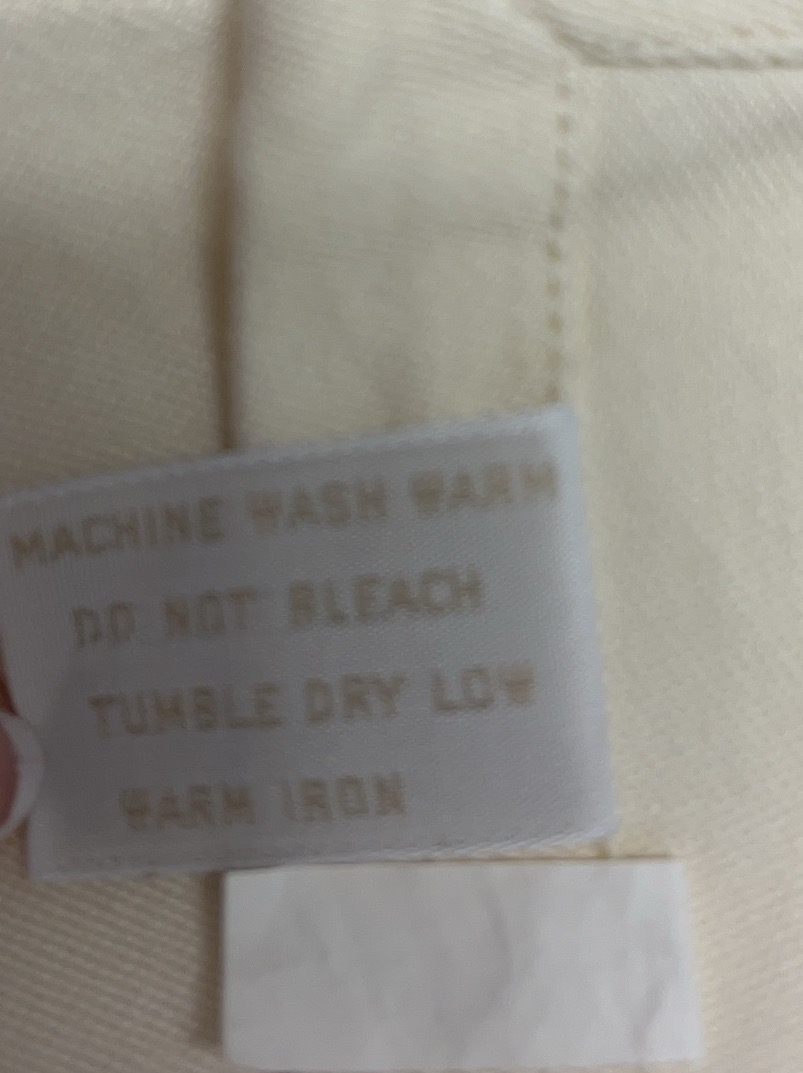 MACHINE WASH WARM
DO NOT BLEACH
TUMBLE DRY LOW
WARM IRON